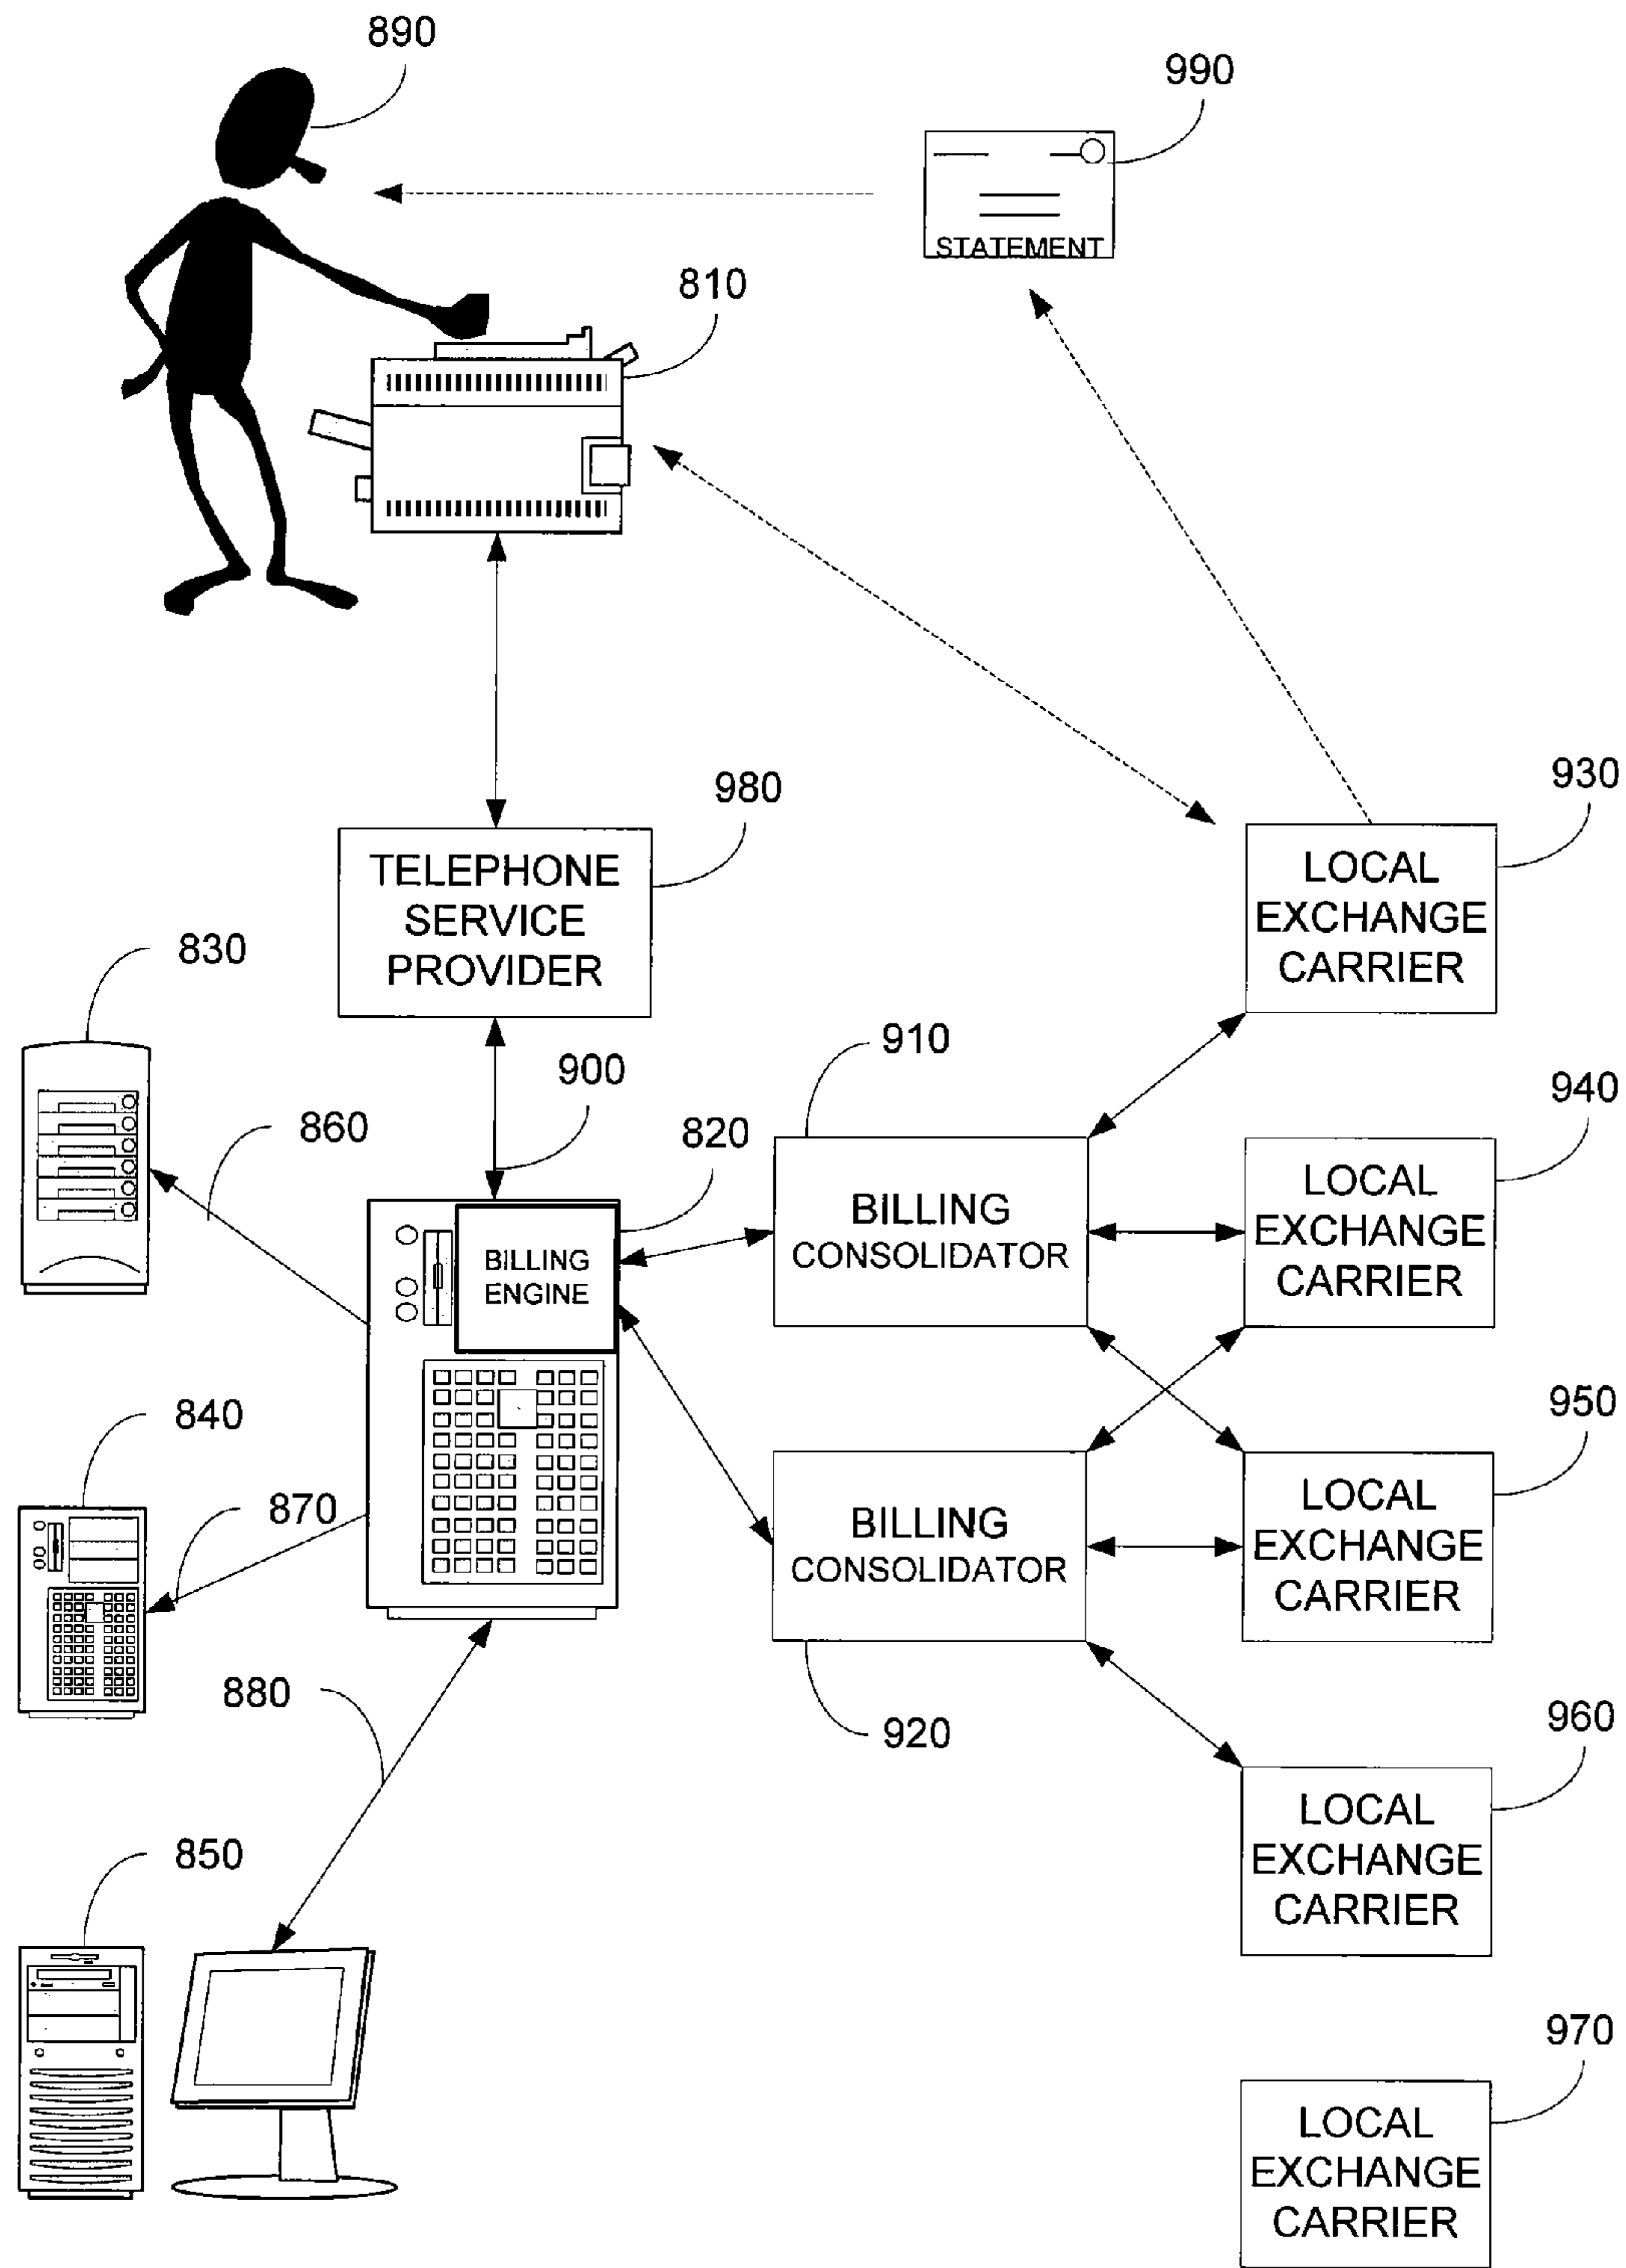 890
990
STATEMENT
810
980
930
TELEPHONE
SERVICE
PROVIDER
LOCAL
EXCHANGE
CARRIER
830
910
900
940
860
820
BILLING
ENGINE
BILLING
CONSOLIDATOR
LOCAL
EXCHANGE
CARRIER
840
950
870
BILLING
CONSOLIDATOR
LOCAL
EXCHANGE
CARRIER
880
920
960
LOCAL
EXCHANGE
CARRIER
850
970
LOCAL
EXCHANGE
CARRIER